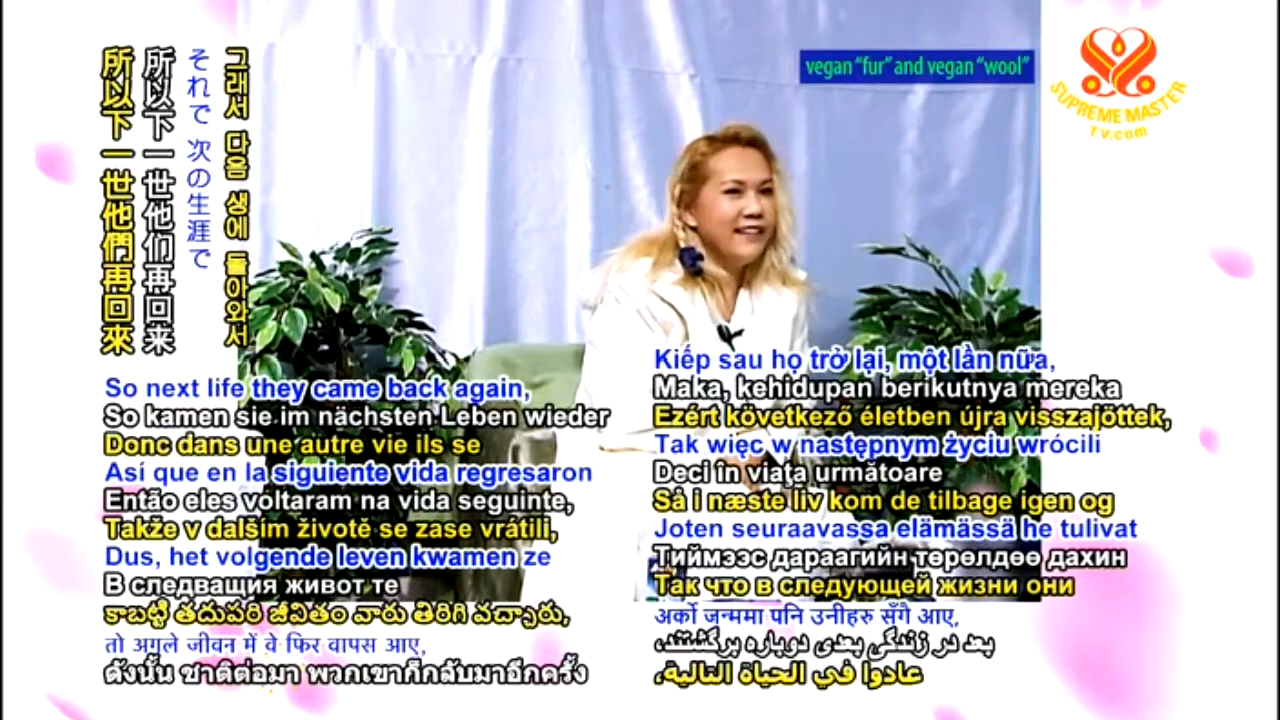 그래서 다음 생에 돌아와서
それで 次の生涯で
所以下一世他们再回来
所以下一世他們再回來
vegan “fur” and vegan “wool”
SUPREME MASTER
TV.com
So next life they came back again,
So kamen sie im nächsten Leben wieder
Donc dans une autre vie ils se
Así que en la siguiente vida regresaron
Então eles voltaram na vida seguinte,
Takže v dalším životě se zase vrátili,
Dus, het volgende leven kwamen ze
В следващия живот те
కాబట్టి తదుపరి జీవితం వారు తిరిగి వచ్చారు,
तो अगले जीवन में वे फिर वापस आए,
ดังนั้น ชาติต่อมา พวกเขาก็กลับมาอีกครั้ง
Kiếp sau họ trở lại, một lần nữa,
Maka, kehidupan berikutnya mereka
Ezért következő életben újra visszajöttek,
Tak więc w następnym życiu wrócili
Deci în viaţa următoare
Så i næste liv kom de tilbage igen og
Joten seuraavassa elämässä he tulivat
Тиймээс дараагийн төрөлдөө дахин
Так что в следующей жизни они
अर्को जन्ममा पनि उनीहरु सँगै आए,
بعد در زندگی بعدی دوباره برگشتند،
عادوا في الحياة التالية،